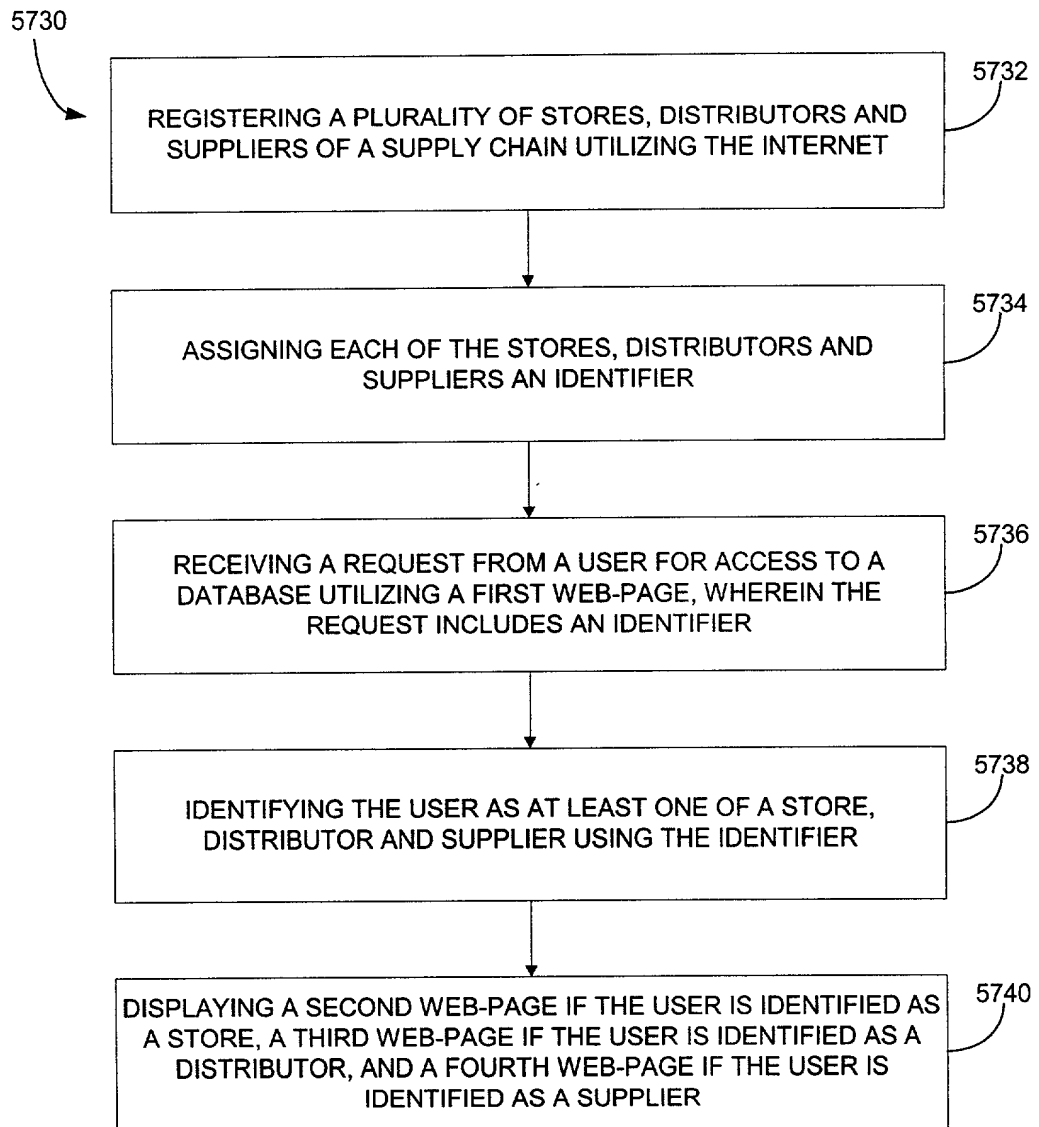 5730
5732
REGISTERING A PLURALITY OF STORES, DISTRIBUTORS AND
SUPPLIERS OF A SUPPLY CHAIN UTILIZING THE INTERNET
5734
ASSIGNING EACH OF THE STORES, DISTRIBUTORS AND
SUPPLIERS AN IDENTIFIER
5736
RECEIVING A REQUEST FROM A USER FOR ACCESS TO A
DATABASE UTILIZING A FIRST WEB-PAGE, WHEREIN THE
REQUEST INCLUDES AN IDENTIFIER
5738
IDENTIFYING THE USER AS AT LEAST ONE OF A STORE,
DISTRIBUTOR AND SUPPLIER USING THE IDENTIFIER
5740
DISPLAYING A SECOND WEB-PAGE IF THE USER IS IDENTIFIED AS
A STORE, A THIRD WEB-PAGE IF THE USER IS IDENTIFIED AS A
DISTRIBUTOR, AND A FOURTH WEB-PAGE IF THE USER IS
IDENTIFIED AS A SUPPLIER